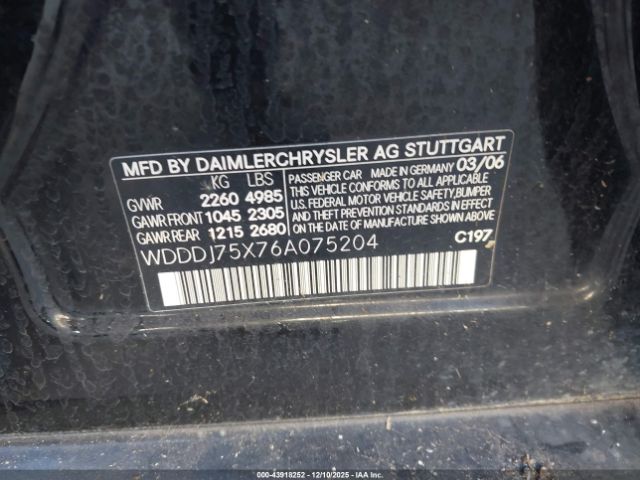 MFD BY DAIMLERCHRYSLER AG STUTTGART
KG LBS
GVWR 2260 4985
GAWR FRONT 1045 2305
GAWR REAR 1215 2680
PASSENGER CAR MADE IN GERMANY 03/06
THIS VEHICLE CONFORMS TO ALL APPLICABLE
U.S. FEDERAL MOTOR VEHICLE SAFETY, BUMPER
AND THEFT PREVENTION STANDARDS IN EFFECT
ON THE DATE OF MANUFACTURE SHOWN ABOVE
WDDDJ75X76A075204
C197
000-43918252 - 12/10/2025 - IAAI.COM